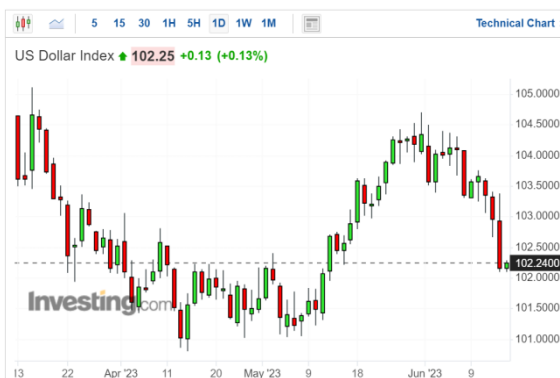 5 15 30 1H 5H 1D 1W 1M Technical Chart
US Dollar Index 102.25 +0.13 (+0.13%)
105.0000
104.5000
104.0000
103.5000
103.0000
102.5000
102.2400
102.0000
101.5000
101.0000
Investing.com
13 22 Apr '23 11 20 May '23 9 18 Jun '23 9